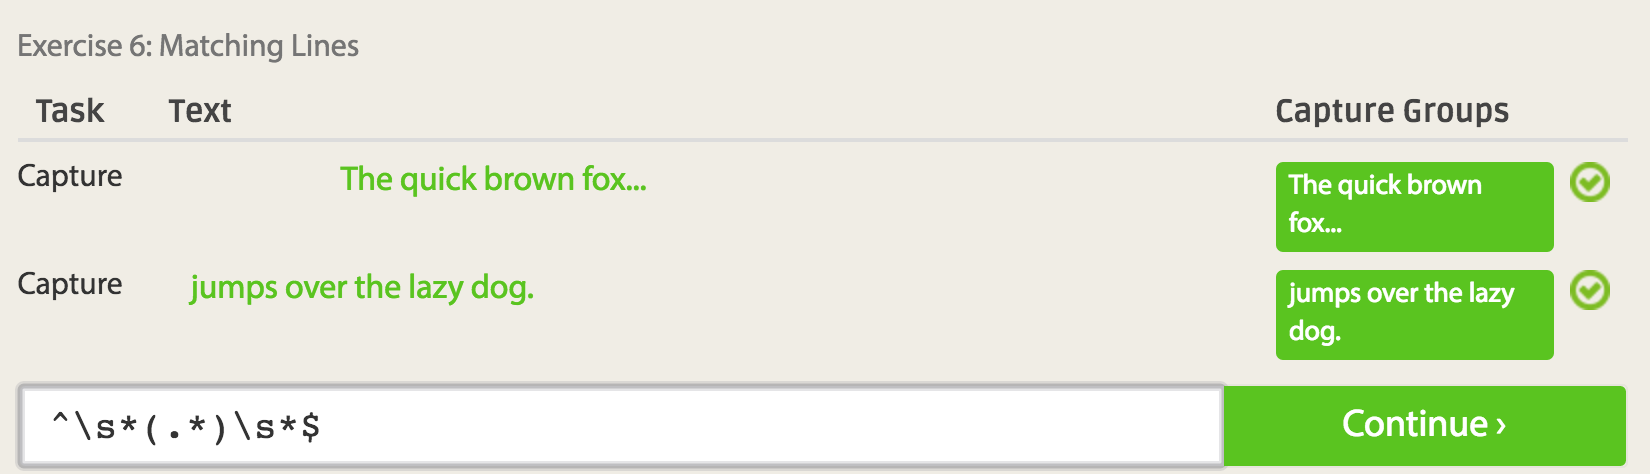 Exercise 6: Matching Lines
Task Text Capture Groups
Capture The quick brown fox... The quick brown
fox...
Capture jumps over the lazy dog. jumps over the lazy
dog.
^\s*(.*)\s*$ Continue ›